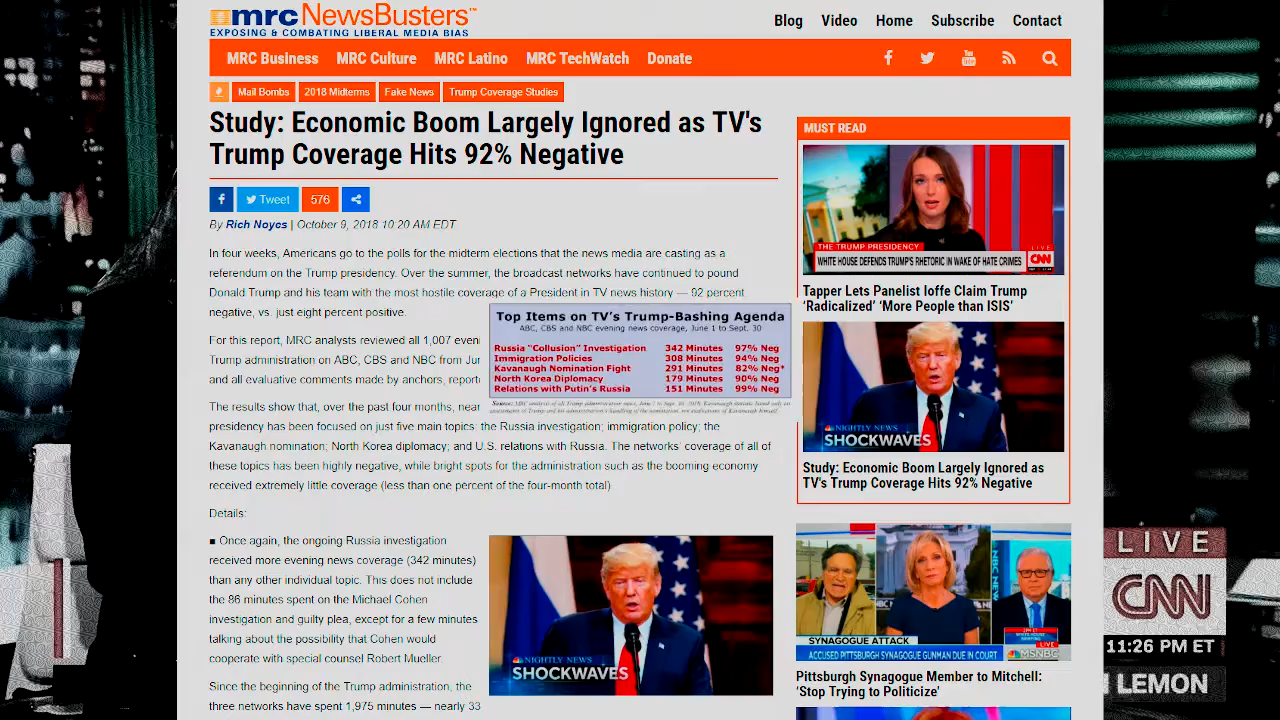 mrc NewsBusters™
EXPOSING & COMBATING LIBERAL MEDIA BIAS
Blog Video Home Subscribe Contact
MRC Business MRC Culture MRC Latino MRC TechWatch Donate
Mail Bombs 2018 Midterms Fake News Trump Coverage Studies
Study: Economic Boom Largely Ignored as TV's
Trump Coverage Hits 92% Negative
Tweet 576
By Rich Noyes | October 9, 2018 10:20 AM EDT
In four weeks, Americans go to the polls for the midterm elections that the news media are casting as a
referendum on the Trump presidency. Over the summer, the broadcast networks have continued to pound
Donald Trump and his team with the most hostile coverage of a President in TV news history — 92 percent
negative, vs. just eight percent positive.
For this report, MRC analysts reviewed all 1,007 eveni
Trump administration on ABC, CBS and NBC from Jun
and all evaluative comments made by anchors, reporte
Top Items on TV's Trump-Bashing Agenda
ABC, CBS and NBC evening news coverage, June 1 to Sept. 30
Russia "Collusion" Investigation 342 Minutes 97% Neg
Immigration Policies 308 Minutes 94% Neg
Kavanaugh Nomination Fight 291 Minutes 82% Neg*
North Korea Diplomacy 179 Minutes 90% Neg
Relations with Putin's Russia 151 Minutes 99% Neg
The results show that, over the past four months, near
presidency has been focused on just five main topics: the Russia investigation; immigration policy; the
Kavanaugh nomination; North Korea diplomacy; and U.S. relations with Russia. The networks' coverage of all of
these topics has been highly negative, while bright spots for the administration such as the booming economy
received extremely little coverage (less than one percent of the four-month total).
Details:
■ Once again, the ongoing Russia investigation
received more evening news coverage (342 minutes)
than any other individual topic. This does not include
the 86 minutes spent on the Michael Cohen
investigation and guilty plea, except for a few minutes
talking about the possibility that Cohen would
cooperate with special counsel Robert Mueller.
Since the beginning of the Trump administration, the
three networks have spent 1,975 minutes — nearly 33
NIGHTLY NEWS
SHOCKWAVES
MUST READ
THE TRUMP PRESIDENCY
LIVE
WHITE HOUSE DEFENDS TRUMP'S RHETORIC IN WAKE OF HATE CRIMES
CNN
Tapper Lets Panelist Ioffe Claim Trump
'Radicalized' 'More People than ISIS'
NIGHTLY NEWS
SHOCKWAVES
Study: Economic Boom Largely Ignored as
TV's Trump Coverage Hits 92% Negative
NBC NEWS
SYNAGOGUE ATTACK
LIVE
ACCUSED PITTSBURGH SYNAGOGUE GUNMAN DUE IN COURT
MSNBC
Pittsburgh Synagogue Member to Mitchell:
'Stop Trying to Politicize'
LIVE
CNN
11:26 PM ET
LEMON